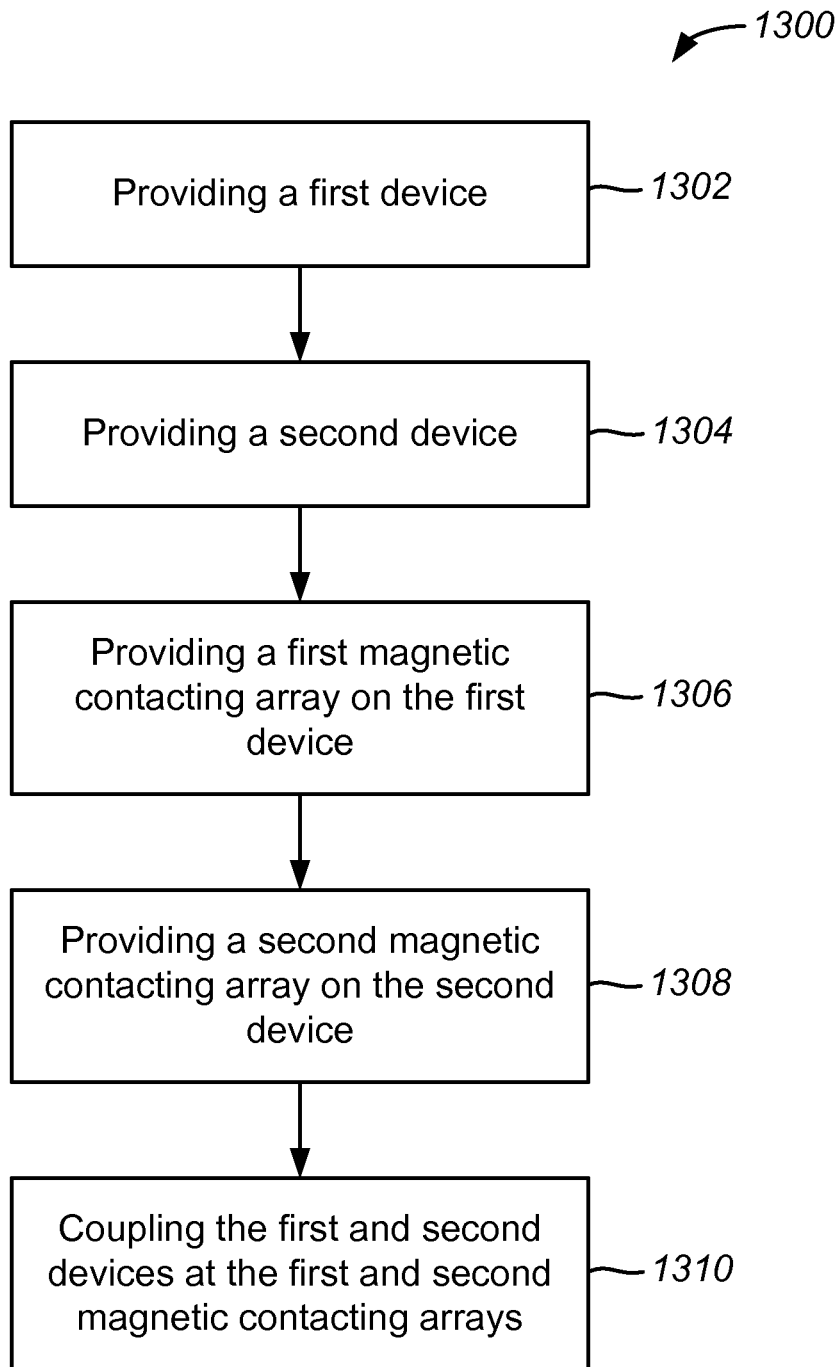 1300
Providing a first device
1302
Providing a second device
1304
Providing a first magnetic
contacting array on the first
device
1306
Providing a second magnetic
contacting array on the second
device
1308
Coupling the first and second
devices at the first and second
magnetic contacting arrays
1310